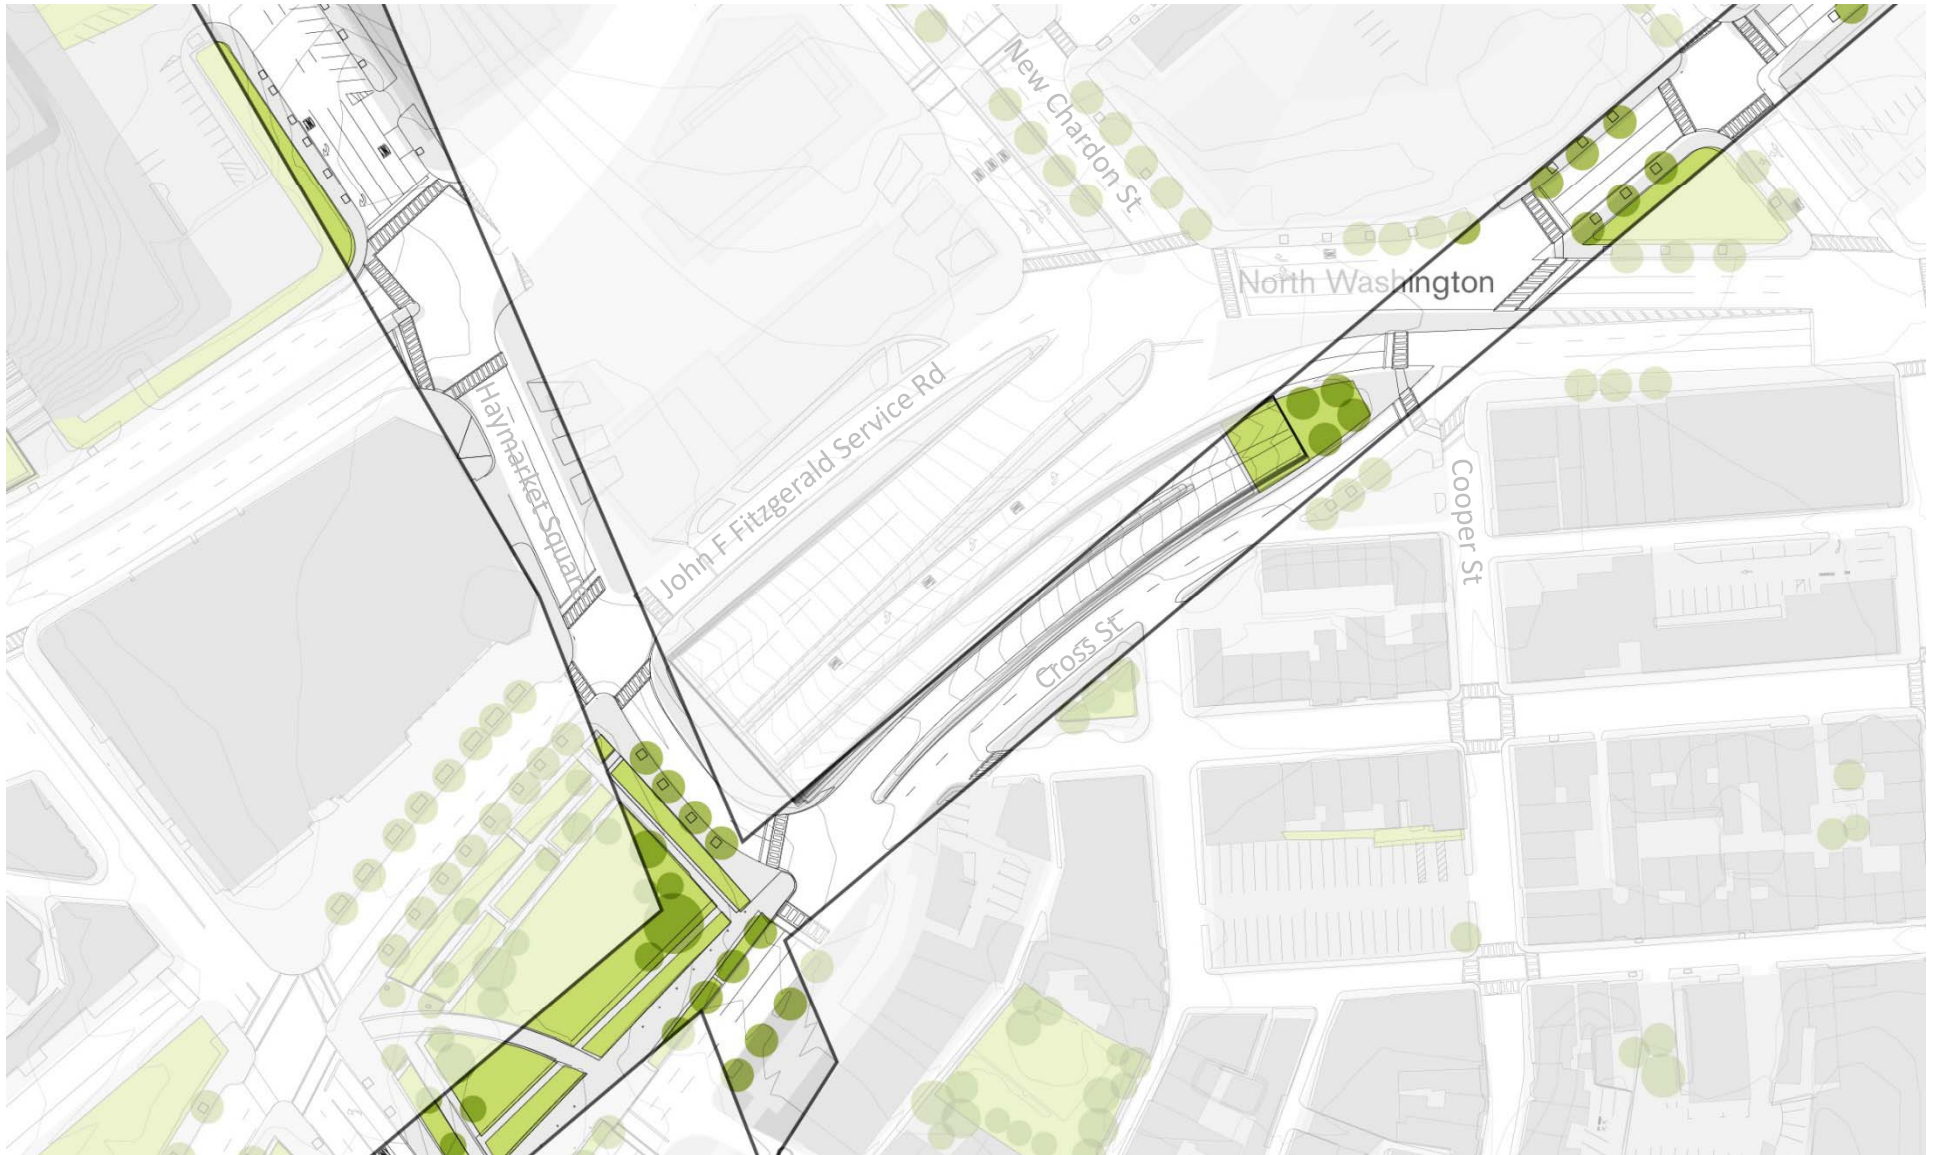 New Chardon St
North Washington
John F Fitzgerald Service Rd
Haymarket Square
Cooper St
Cross St